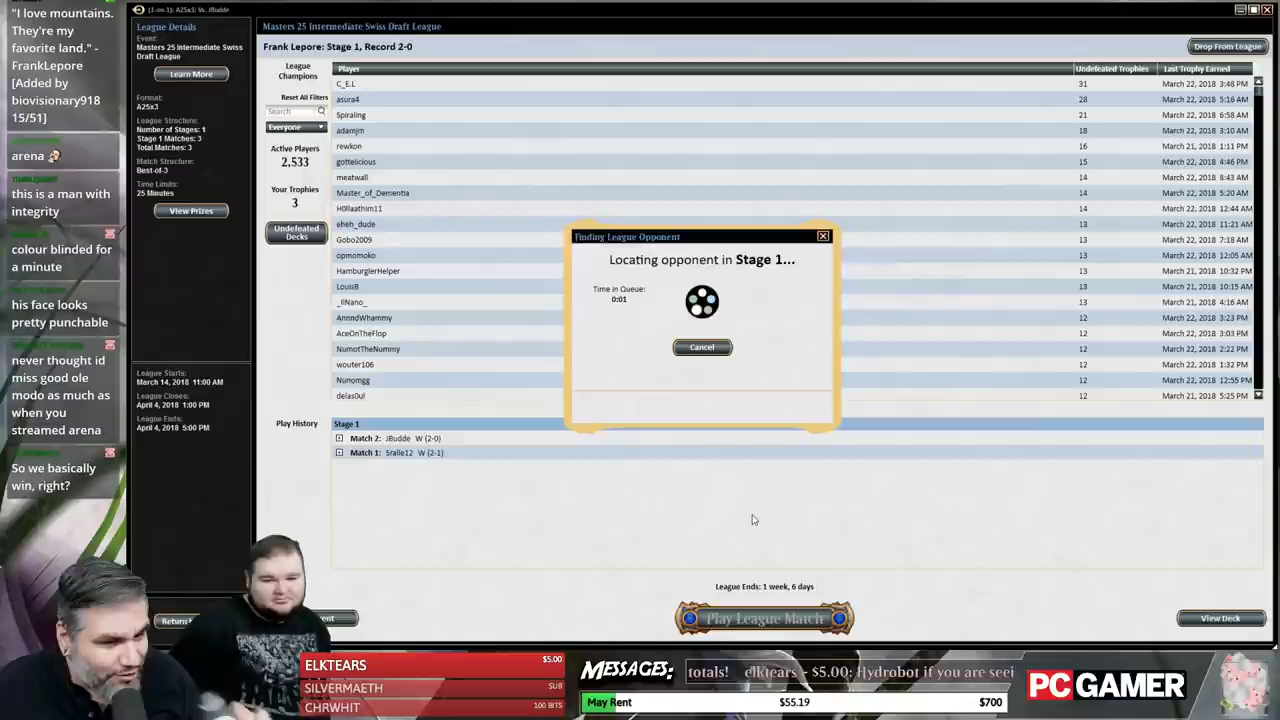 "I love mountains.
They're my
favorite land." -
FrankLepore
[Added by
Lavisionary918
2/5/51]
arena
this is a man with
integrity
colour blinded for
a minute
his face looks
pretty punchable
never thought id
miss good ole
modo as much as
when you
streamed arena
So we basically
win, right?
(1-on-1): A25x3: Vs. JBudde
League Details
Event:
Masters 25 Intermediate Swiss
Draft League
Learn More
Format:
A25x3
League Structure:
Number of Stages: 1
Stage 1 Matches: 3
Total Matches: 3
Match Structure:
Best-of-3
Time Limits:
25 Minutes
View Prizes
League Starts:
March 14, 2018 11:00 AM
League Closes:
April 4, 2018 1:00 PM
League Ends:
April 4, 2018 5:00 PM
Masters 25 Intermediate Swiss Draft League
Frank Lepore: Stage 1, Record 2-0
Drop From League
League
Champions
Reset All Filters
Search
Everyone
Active Players
2,533
Your Trophies
3
Undefeated
Decks
Player Undefeated Trophies Last Trophy Earned
C_E.L 31 March 22, 2018 3:48 PM
asura4 28 March 22, 2018 5:16 AM
Spiraling 21 March 22, 2018 6:58 AM
adamjm 18 March 22, 2018 3:10 AM
rewkon 16 March 21, 2018 1:11 PM
gottelicious 15 March 22, 2018 4:46 PM
meatwall 14 March 22, 2018 8:43 AM
Master_of_Dementia 14 March 22, 2018 5:20 AM
H0llaathim11 14 March 22, 2018 12:44 AM
eheh_dude 13 March 22, 2018 11:21 AM
Gobo2009 13 March 22, 2018 7:18 AM
opmomoko 13 March 22, 2018 12:05 AM
HamburglerHelper 13 March 21, 2018 10:32 PM
LouisB 13 March 21, 2018 10:15 AM
_IlNano_ 13 March 21, 2018 4:16 AM
AnnndWhammy 12 March 22, 2018 3:23 PM
AceOnTheFlop 12 March 22, 2018 3:03 PM
NumotTheNummy 12 March 22, 2018 2:22 PM
wouter106 12 March 22, 2018 1:32 PM
Nunomgg 12 March 22, 2018 12:55 PM
delas0ul 12 March 21, 2018 5:25 PM
Finding League Opponent
Locating opponent in Stage 1...
Time in Queue:
0:01
Cancel
Play History
Stage 1
Match 2: JBudde W (2-0)
Match 1: Sralle12 W (2-1)
League Ends: 1 week, 6 days
Return
ent
Play League Match
View Deck
ELKTEARS $5.00
SILVERMAETH SUB
CHRWHIT 100 BITS
MESSAGES:
totals! elktears - $5.00: Hydrobot if you are seei
May Rent $55.19 $700
PC GAMER